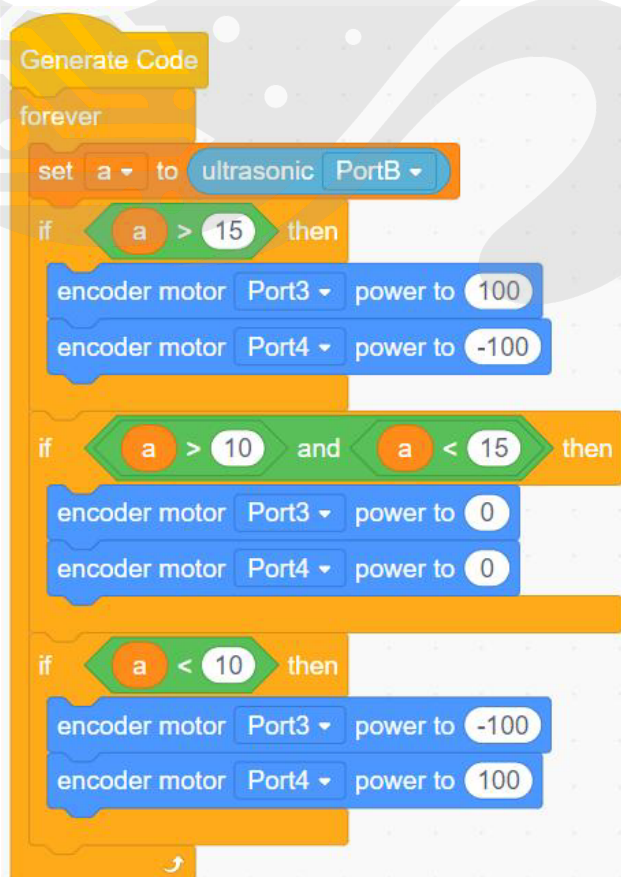 Generate Code
forever
set a to ultrasonic PortB
if a > 15 then
encoder motor Port3 power to 100
encoder motor Port4 power to -100
if a > 10 and a < 15 then
encoder motor Port3 power to 0
encoder motor Port4 power to 0
if a < 10 then
encoder motor Port3 power to -100
encoder motor Port4 power to 100